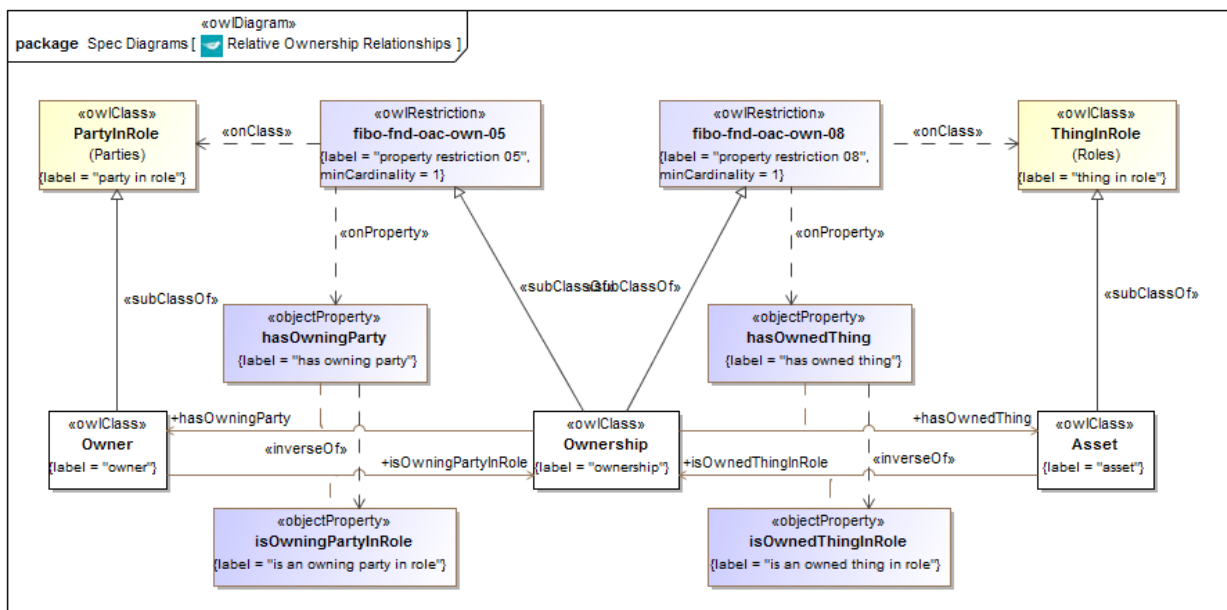 «owlDiagram»
package Spec Diagrams [ Relative Ownership Relationships ]
«owlClass»
PartyInRole
(Parties)
{label = "party in role"}
«onClass»
«owlRestriction»
fibo-fnd-oac-own-05
{label = "property restriction 05",
minCardinality = 1}
«owlRestriction»
fibo-fnd-oac-own-08
{label = "property restriction 08",
minCardinality = 1}
«onClass»
«owlClass»
ThingInRole
(Roles)
{label = "thing in role"}
«onProperty»
«onProperty»
«subClassOf»
«subClassOf»
«subClassOf»
«subClassOf»
«objectProperty»
hasOwningParty
{label = "has owning party"}
«objectProperty»
hasOwnedThing
{label = "has owned thing"}
«owlClass»
Owner
{label = "owner"}
+hasOwningParty
«inverseOf»
+isOwningPartyInRole
«owlClass»
Ownership
{label = "ownership"}
+hasOwnedThing
+isOwnedThingInRole
«inverseOf»
«owlClass»
Asset
{label = "asset"}
«objectProperty»
isOwningPartyInRole
{label = "is an owning party in role"}
«objectProperty»
isOwnedThingInRole
{label = "is an owned thing in role"}